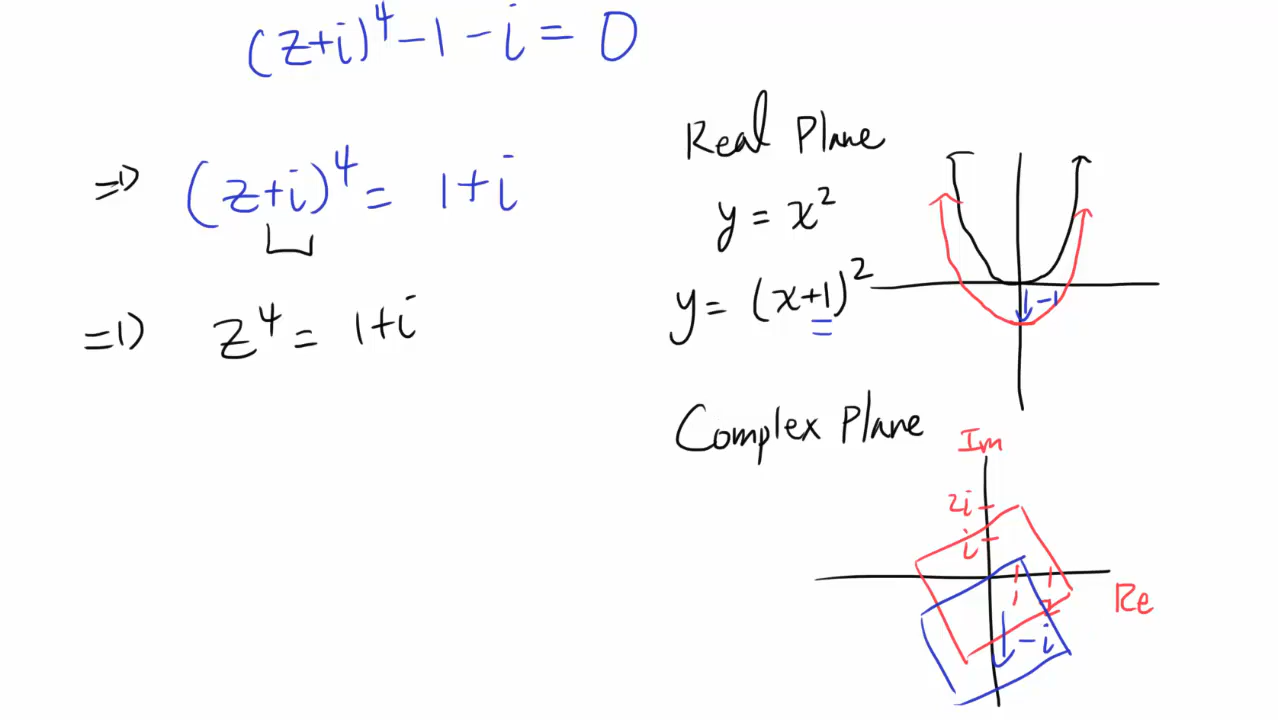 (z+i)⁴-1-i=0
=> (z+i)⁴ = 1+i
=> z⁴ = 1+i
Real Plane
y = x²
y = (x+1)²
-1
Complex Plane
Im
2i
i
1
2
Re
-i